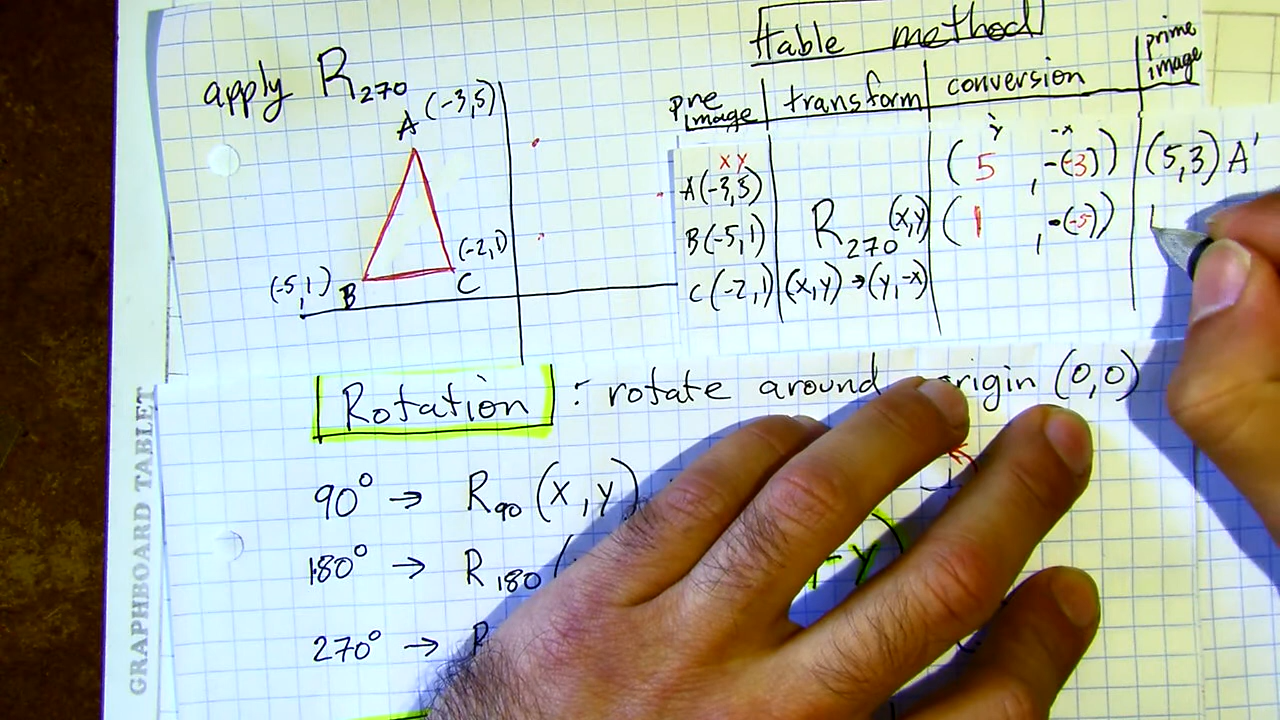 table method
apply R270
pre image transform conversion prime image
A (-3,5)
x y
y -x
A(-3,5) (5, -(-3)) (5,3) A'
B(-5,1) R270 (x,y) (1, -(-5))
C(-2,1) (x,y) → (y,-x)
(-2,1)
(-5,1) B C
Rotation : rotate around origin (0,0)
90° → R90 (x,y)
180° → R180 ( -y)
270° → R
GRAPHBOARD TABLET